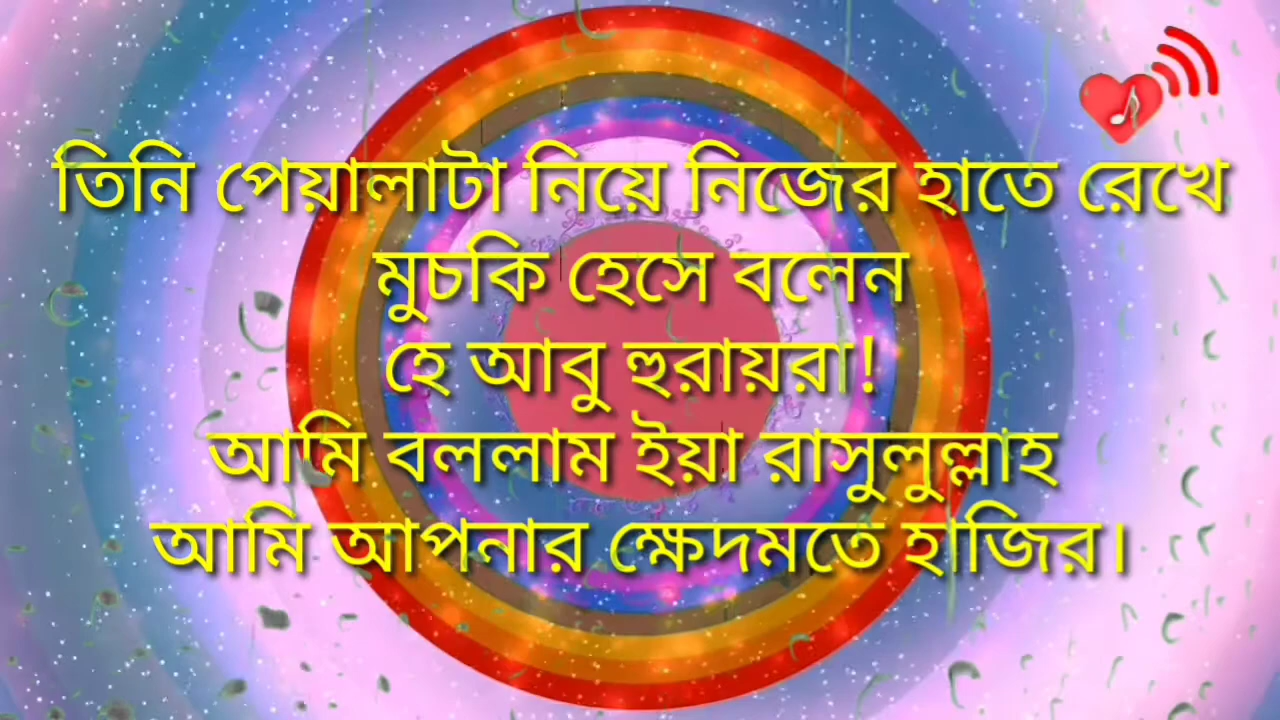 তিনি পেয়ালাটা নিয়ে নিজের হাতে রেখে
মুচকি হেসে বলেন
হে আবু হুরায়রা!
আমি বললাম ইয়া রাসুলুল্লাহ
আমি আপনার ক্ষেদমতে হাজির।